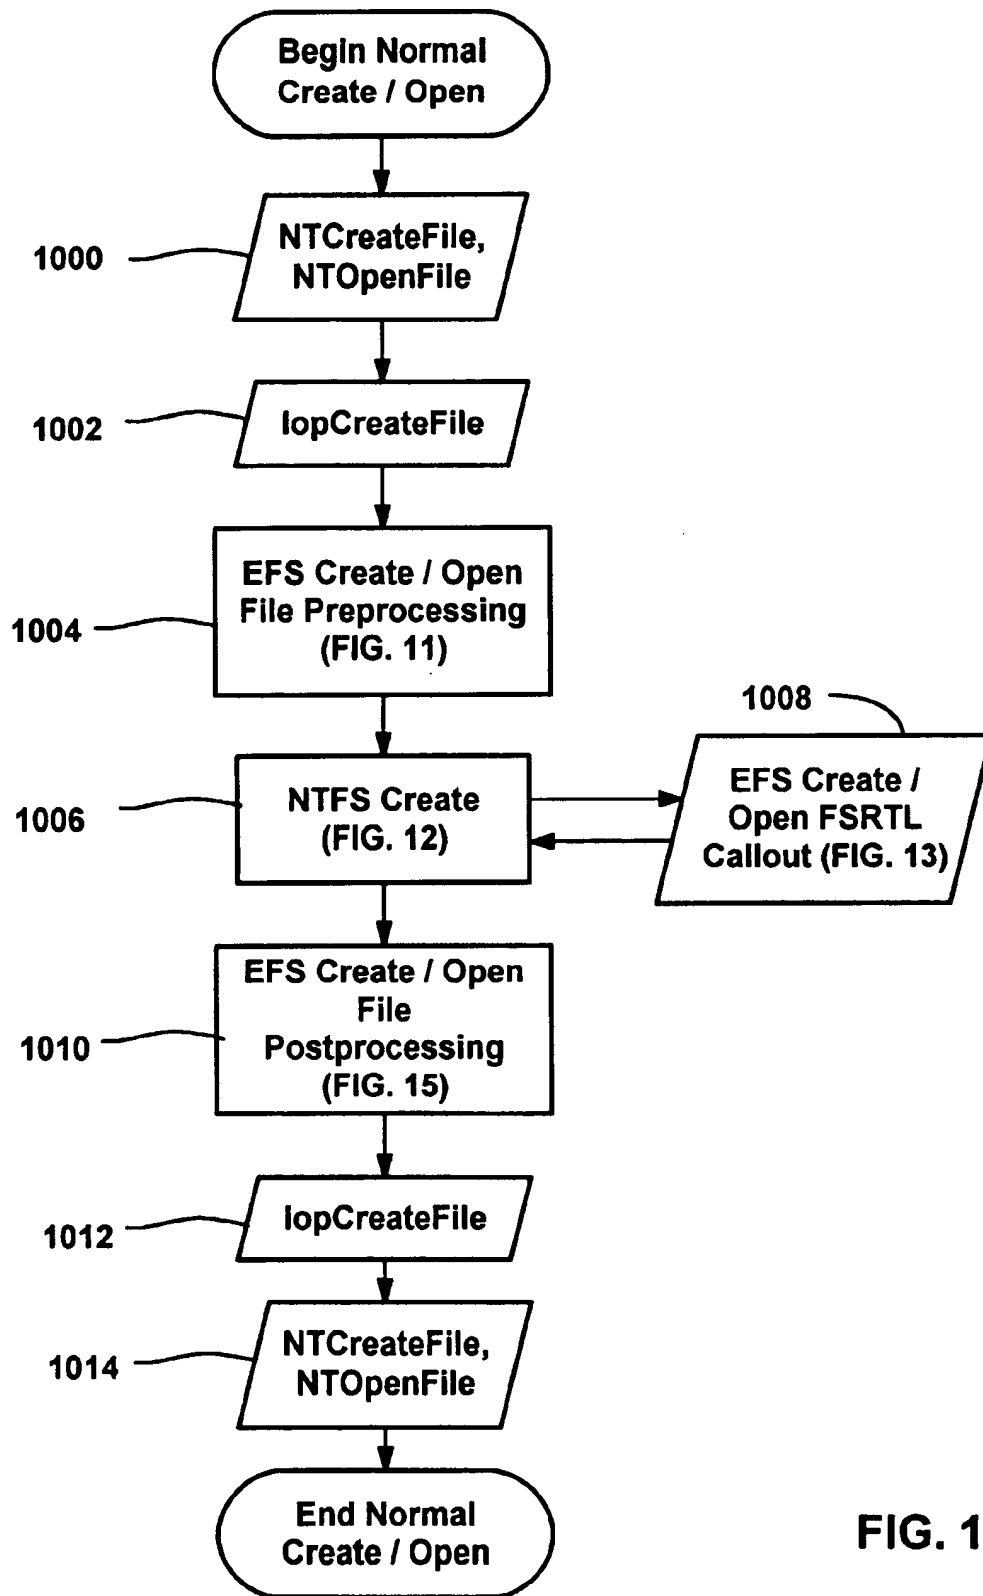 Begin Normal
Create / Open
1000
NTCreateFile,
NTOpenFile
1002
IopCreateFile
1004
EFS Create / Open
File Preprocessing
(FIG. 11)
1006
NTFS Create
(FIG. 12)
1008
EFS Create /
Open FSRTL
Callout (FIG. 13)
1010
EFS Create / Open
File
Postprocessing
(FIG. 15)
1012
IopCreateFile
1014
NTCreateFile,
NTOpenFile
End Normal
Create / Open
FIG. 1